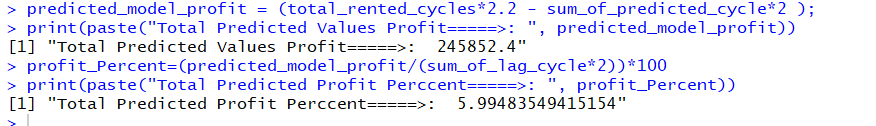 > predicted_model_profit = (total_rented_cycles*2.2 - sum_of_predicted_cycle*2 );
> print(paste("Total Predicted Values Profit=====>: ", predicted_model_profit))
[1] "Total Predicted Values Profit=====>:  245852.4"
> profit_Percent=(predicted_model_profit/(sum_of_lag_cycle*2))*100
> print(paste("Total Predicted Profit Perccent=====>: ", profit_Percent))
[1] "Total Predicted Profit Perccent=====>:  5.99483549415154"
>